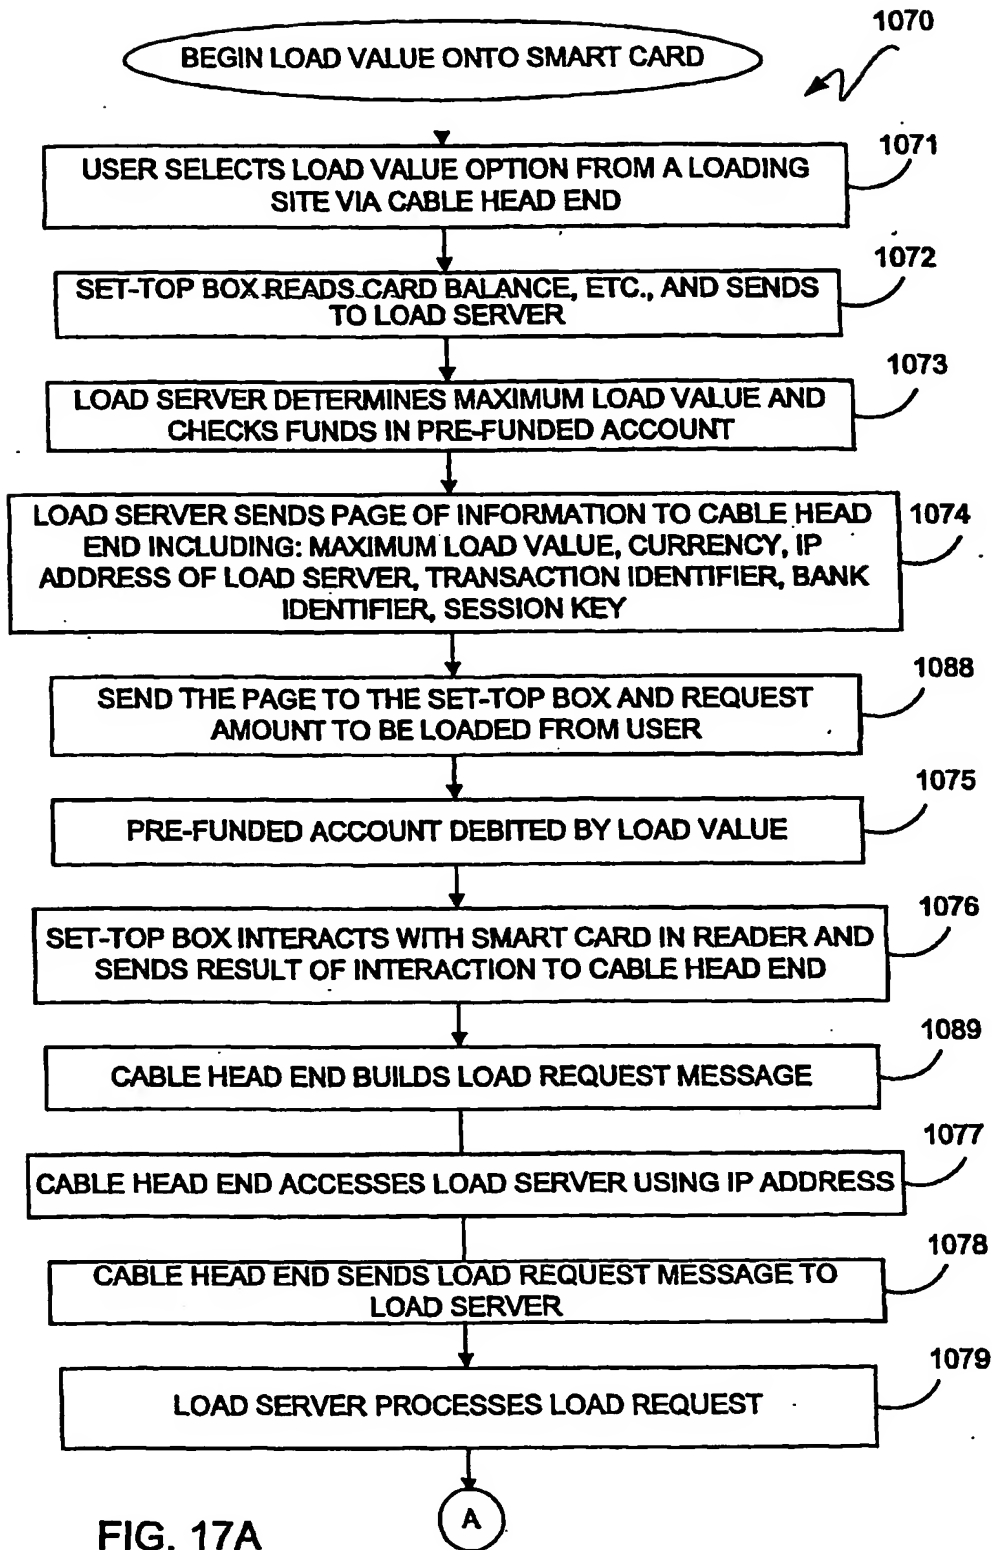 1070
BEGIN LOAD VALUE ONTO SMART CARD
1071
USER SELECTS LOAD VALUE OPTION FROM A LOADING
SITE VIA CABLE HEAD END
1072
SET-TOP BOX READS CARD BALANCE, ETC., AND SENDS
TO LOAD SERVER
1073
LOAD SERVER DETERMINES MAXIMUM LOAD VALUE AND
CHECKS FUNDS IN PRE-FUNDED ACCOUNT
1074
LOAD SERVER SENDS PAGE OF INFORMATION TO CABLE HEAD
END INCLUDING: MAXIMUM LOAD VALUE, CURRENCY, IP
ADDRESS OF LOAD SERVER, TRANSACTION IDENTIFIER, BANK
IDENTIFIER, SESSION KEY
1088
SEND THE PAGE TO THE SET-TOP BOX AND REQUEST
AMOUNT TO BE LOADED FROM USER
1075
PRE-FUNDED ACCOUNT DEBITED BY LOAD VALUE
1076
SET-TOP BOX INTERACTS WITH SMART CARD IN READER AND
SENDS RESULT OF INTERACTION TO CABLE HEAD END
1089
CABLE HEAD END BUILDS LOAD REQUEST MESSAGE
1077
CABLE HEAD END ACCESSES LOAD SERVER USING IP ADDRESS
1078
CABLE HEAD END SENDS LOAD REQUEST MESSAGE TO
LOAD SERVER
1079
LOAD SERVER PROCESSES LOAD REQUEST
A
FIG. 17A